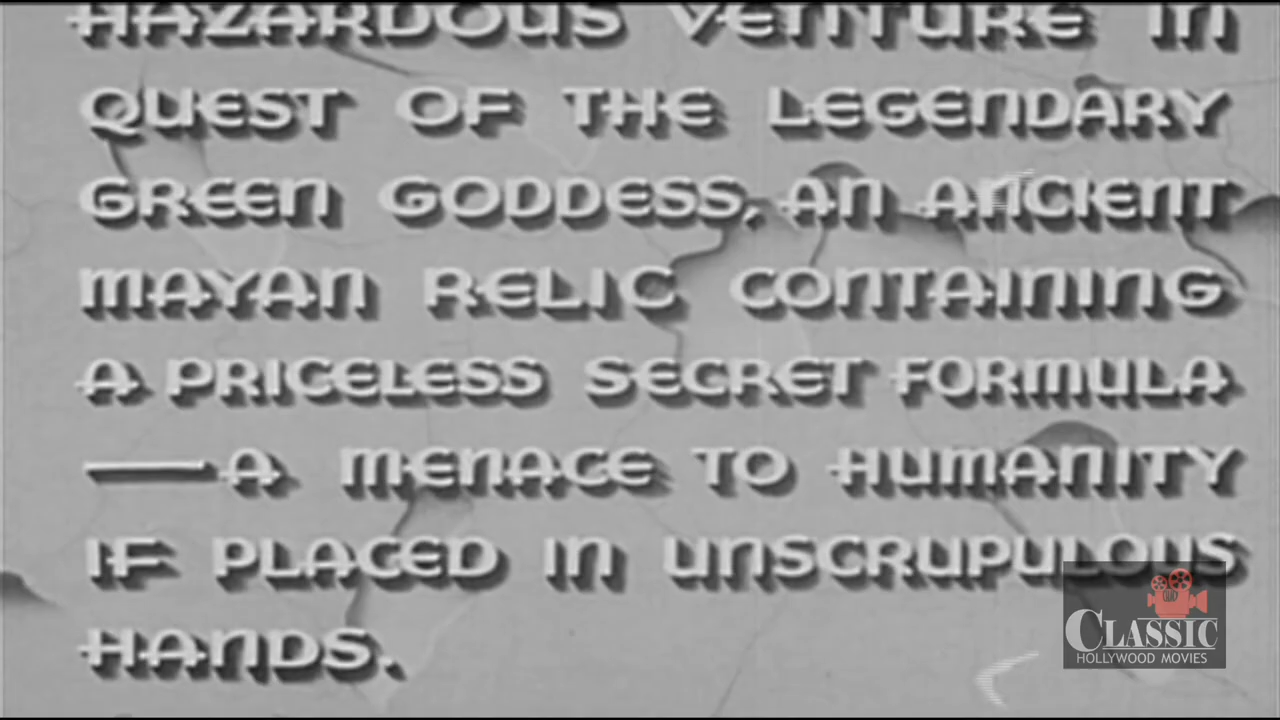 HAZARDOUS VENTURE IN
QUEST OF THE LEGENDARY
GREEN GODDESS, AN ANCIENT
MAYAN RELIC CONTAINING
A PRICELESS SECRET FORMULA
—A MENACE TO HUMANITY
IF PLACED IN UNSCRUPULOUS
HANDS.
CLASSIC
HOLLYWOOD MOVIES